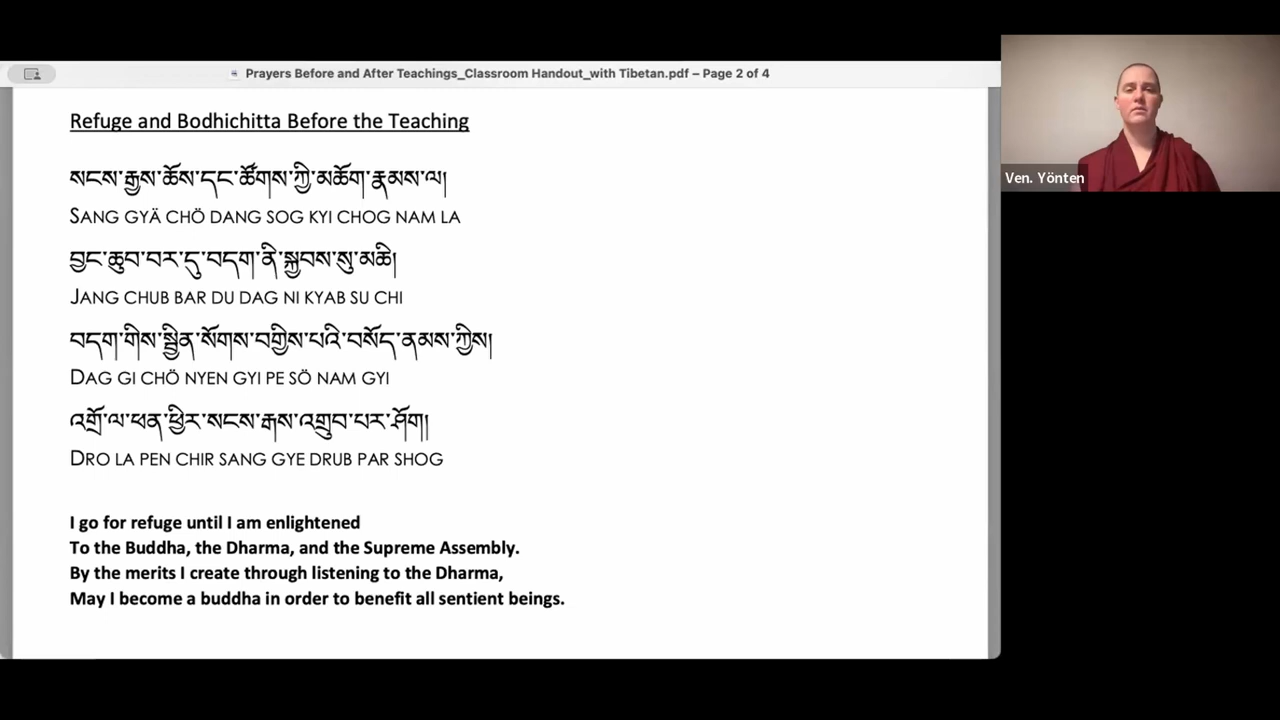 Prayers Before and After Teachings_Classroom Handout_with Tibetan.pdf – Page 2 of 4
Refuge and Bodhichitta Before the Teaching
སངས་རྒྱས་ཆོས་དང་ཚོགས་ཀྱི་མཆོག་རྣམས་ལ།
SANG GYÄ CHÖ DANG SOG KYI CHOG NAM LA
བྱང་ཆུབ་བར་དུ་བདག་ནི་སྐྱབས་སུ་མཆི།
JANG CHUB BAR DU DAG NI KYAB SU CHI
བདག་གིས་སྦྱིན་སོགས་བགྱིས་པའི་བསོད་ནམས་ཀྱིས།
DAG GI CHÖ NYEN GYI PE SÖ NAM GYI
འགྲོ་ལ་ཕན་ཕྱིར་སངས་རྒས་འགྲུབ་པར་ཤོག།
DRO LA PEN CHIR SANG GYE DRUB PAR SHOG
I go for refuge until I am enlightened
To the Buddha, the Dharma, and the Supreme Assembly.
By the merits I create through listening to the Dharma,
May I become a buddha in order to benefit all sentient beings.
Ven. Yönten